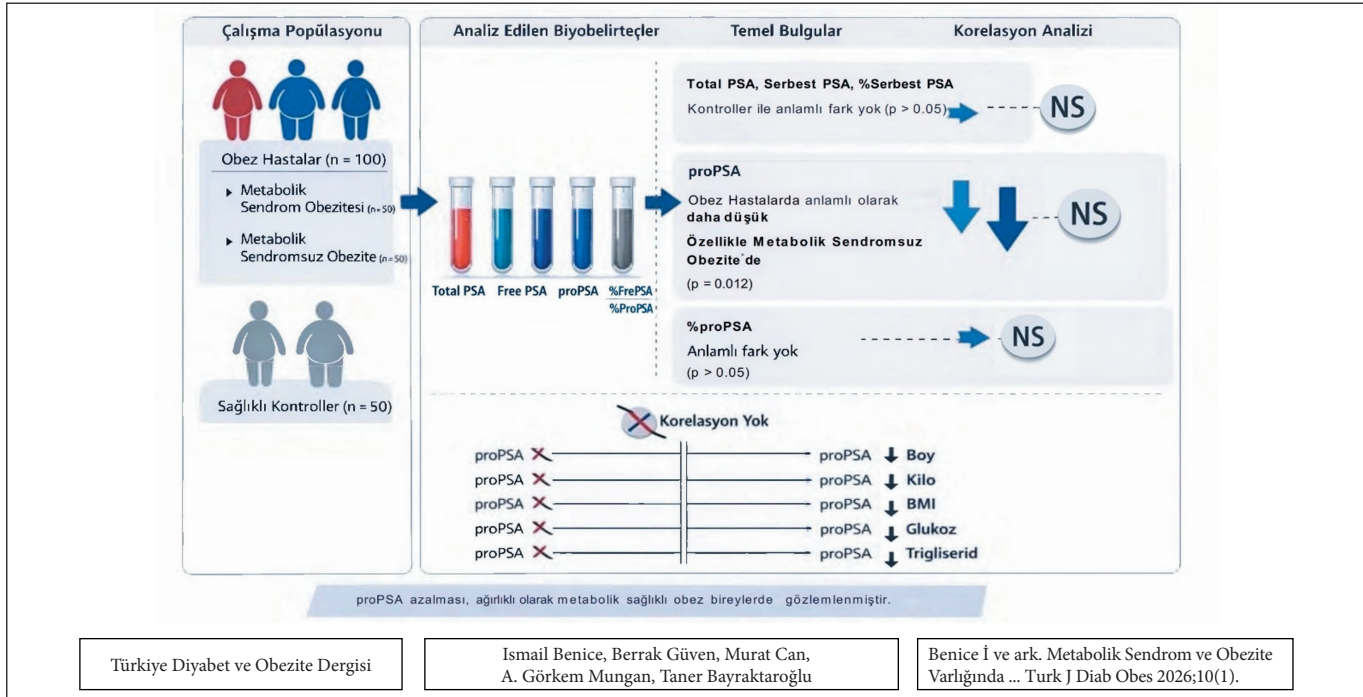 Çalışma Popülasyonu
Obez Hastalar (n = 100)
Metabolik
Sendrom Obezitesi (n=50)
Metabolik
Sendromsuz Obezite (n=50)
Sağlıklı Kontroller (n = 50)
Analiz Edilen Biyobelirteçler
Total PSA Free PSA proPSA %FrePSA
%ProPSA
Temel Bulgular
Korelasyon Analizi
Total PSA, Serbest PSA, %Serbest PSA
Kontroller ile anlamlı fark yok (p > 0.05)
NS
proPSA
Obez Hastalarda anlamlı olarak
daha düşük
Özellikle Metabolik Sendromsuz
Obezite'de
(p = 0.012)
NS
%proPSA
Anlamlı fark yok
(p > 0.05)
NS
Korelasyon Yok
proPSA proPSA Boy
proPSA proPSA Kilo
proPSA proPSA BMI
proPSA proPSA Glukoz
proPSA proPSA Trigliserid
proPSA azalması, ağırlıklı olarak metabolik sağlıklı obez bireylerde gözlemlenmiştir.
Türkiye Diyabet ve Obezite Dergisi
Ismail Benice, Berrak Güven, Murat Can,
A. Görkem Mungan, Taner Bayraktaroğlu
Benice İ ve ark. Metabolik Sendrom ve Obezite
Varlığında ... Turk J Diab Obes 2026;10(1).